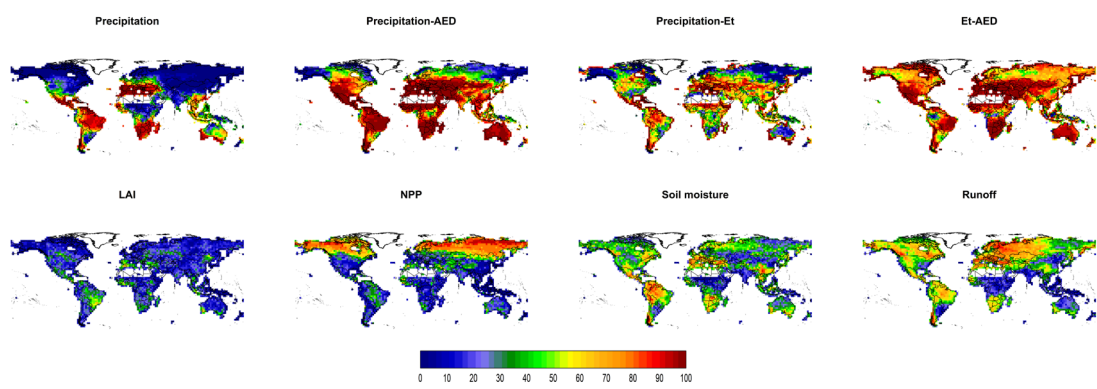 Precipitation Precipitation-AED Precipitation-Et Et-AED
LAI NPP Soil moisture Runoff
0 10 20 30 40 50 60 70 80 90 100